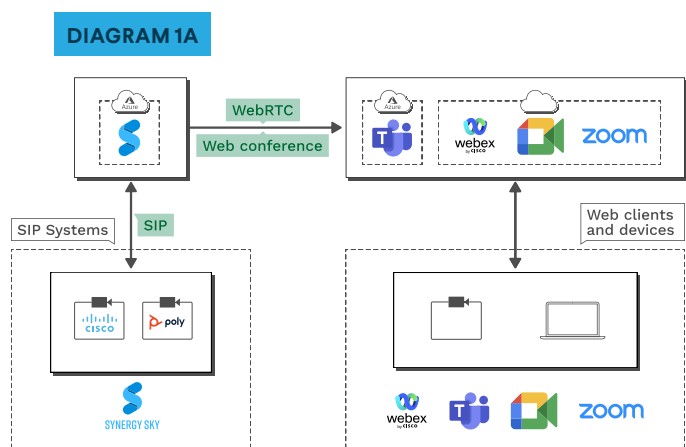 DIAGRAM 1A
Azure
WebRTC
Web conference
Azure
T
webex
by cisco
zoom
SIP Systems
SIP
Web clients
and devices
CISCO
poly
SYNERGY SKY
webex
by cisco
T
zoom